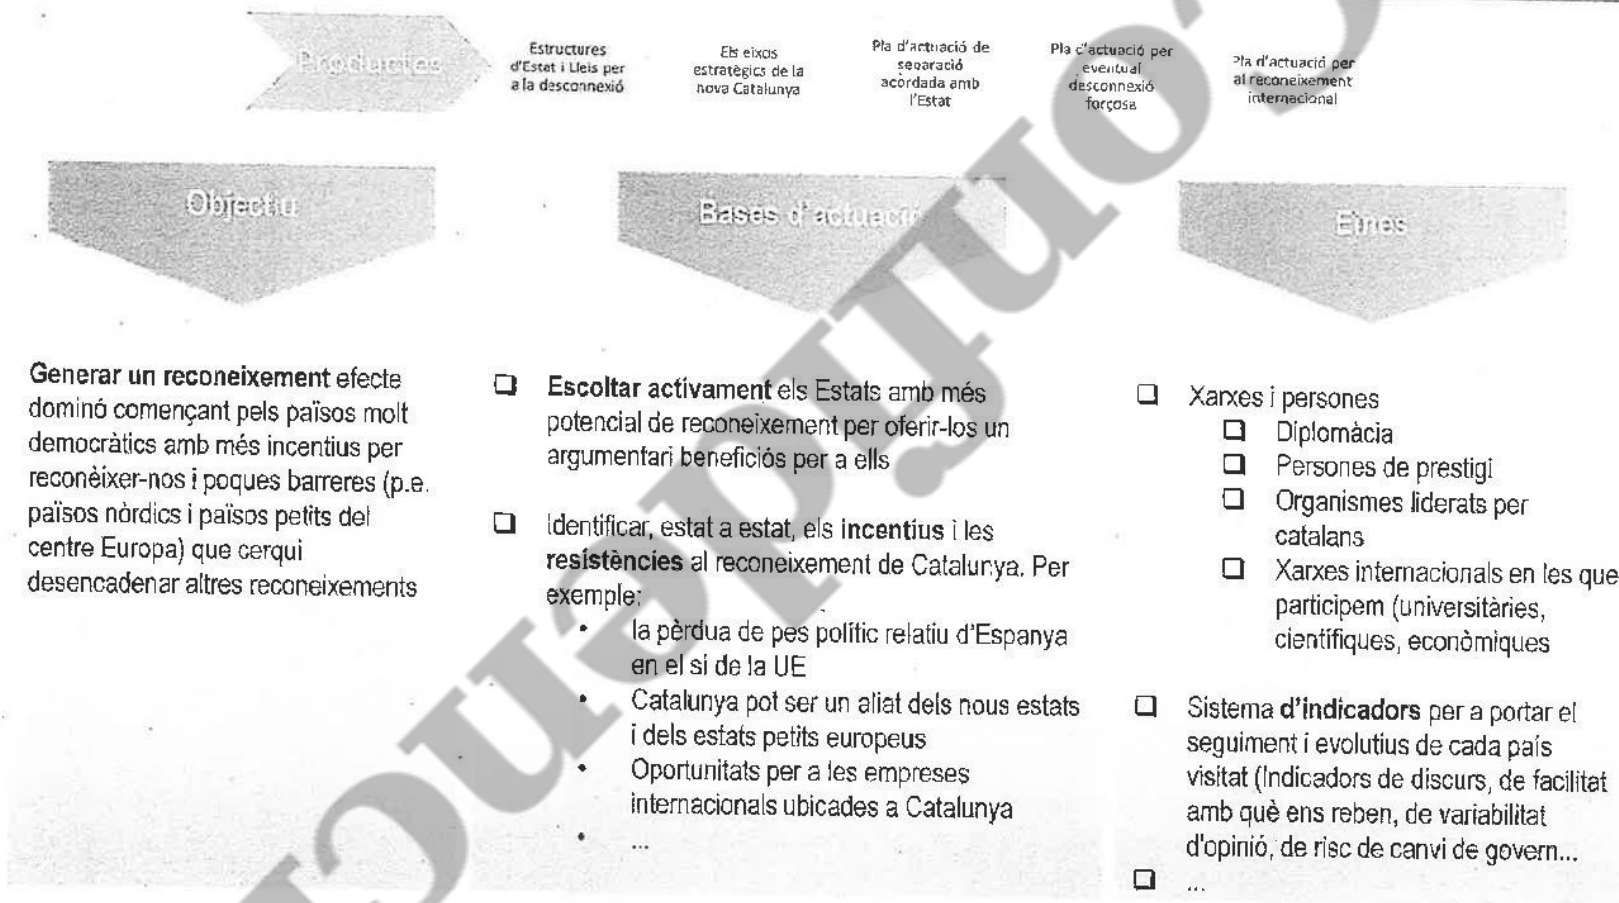 Productes
Estructures
d'Estat i Lleis per
a la desconnexió
Els eixos
estratègics de la
nova Catalunya
Pla d'actuació de
separació
acordada amb
l'Estat
Pla d'actuació per
eventual
desconnexió
forçosa
Pla d'actuació per
al reconeixement
internacional
Objectiu
Bases d'actuació
Eines
Generar un reconeixement efecte
dominó començant pels països molt
democràtics amb més incentius per
reconèixer-nos i poques barreres (p.e.
països nòrdics i països petits del
centre Europa) que cerqui
desencadenar altres reconeixements
❑ Escoltar activament els Estats amb més
potencial de reconeixement per oferir-los un
argumentari beneficiós per a ells
❑ Identificar, estat a estat, els incentius i les
resistències al reconeixement de Catalunya. Per
exemple:
• la pèrdua de pes polític relatiu d'Espanya
en el si de la UE
• Catalunya pot ser un aliat dels nous estats
i dels estats petits europeus
• Oportunitats per a les empreses
internacionals ubicades a Catalunya
• ...
❑ Xarxes i persones
❑ Diplomàcia
❑ Persones de prestigi
❑ Organismes liderats per
catalans
❑ Xarxes internacionals en les que
participem (universitàries,
científiques, econòmiques
❑ Sistema d'indicadors per a portar el
seguiment i evolutius de cada país
visitat (Indicadors de discurs, de facilitat
amb què ens reben, de variabilitat
d'opinió, de risc de canvi de govern...
❑ ...